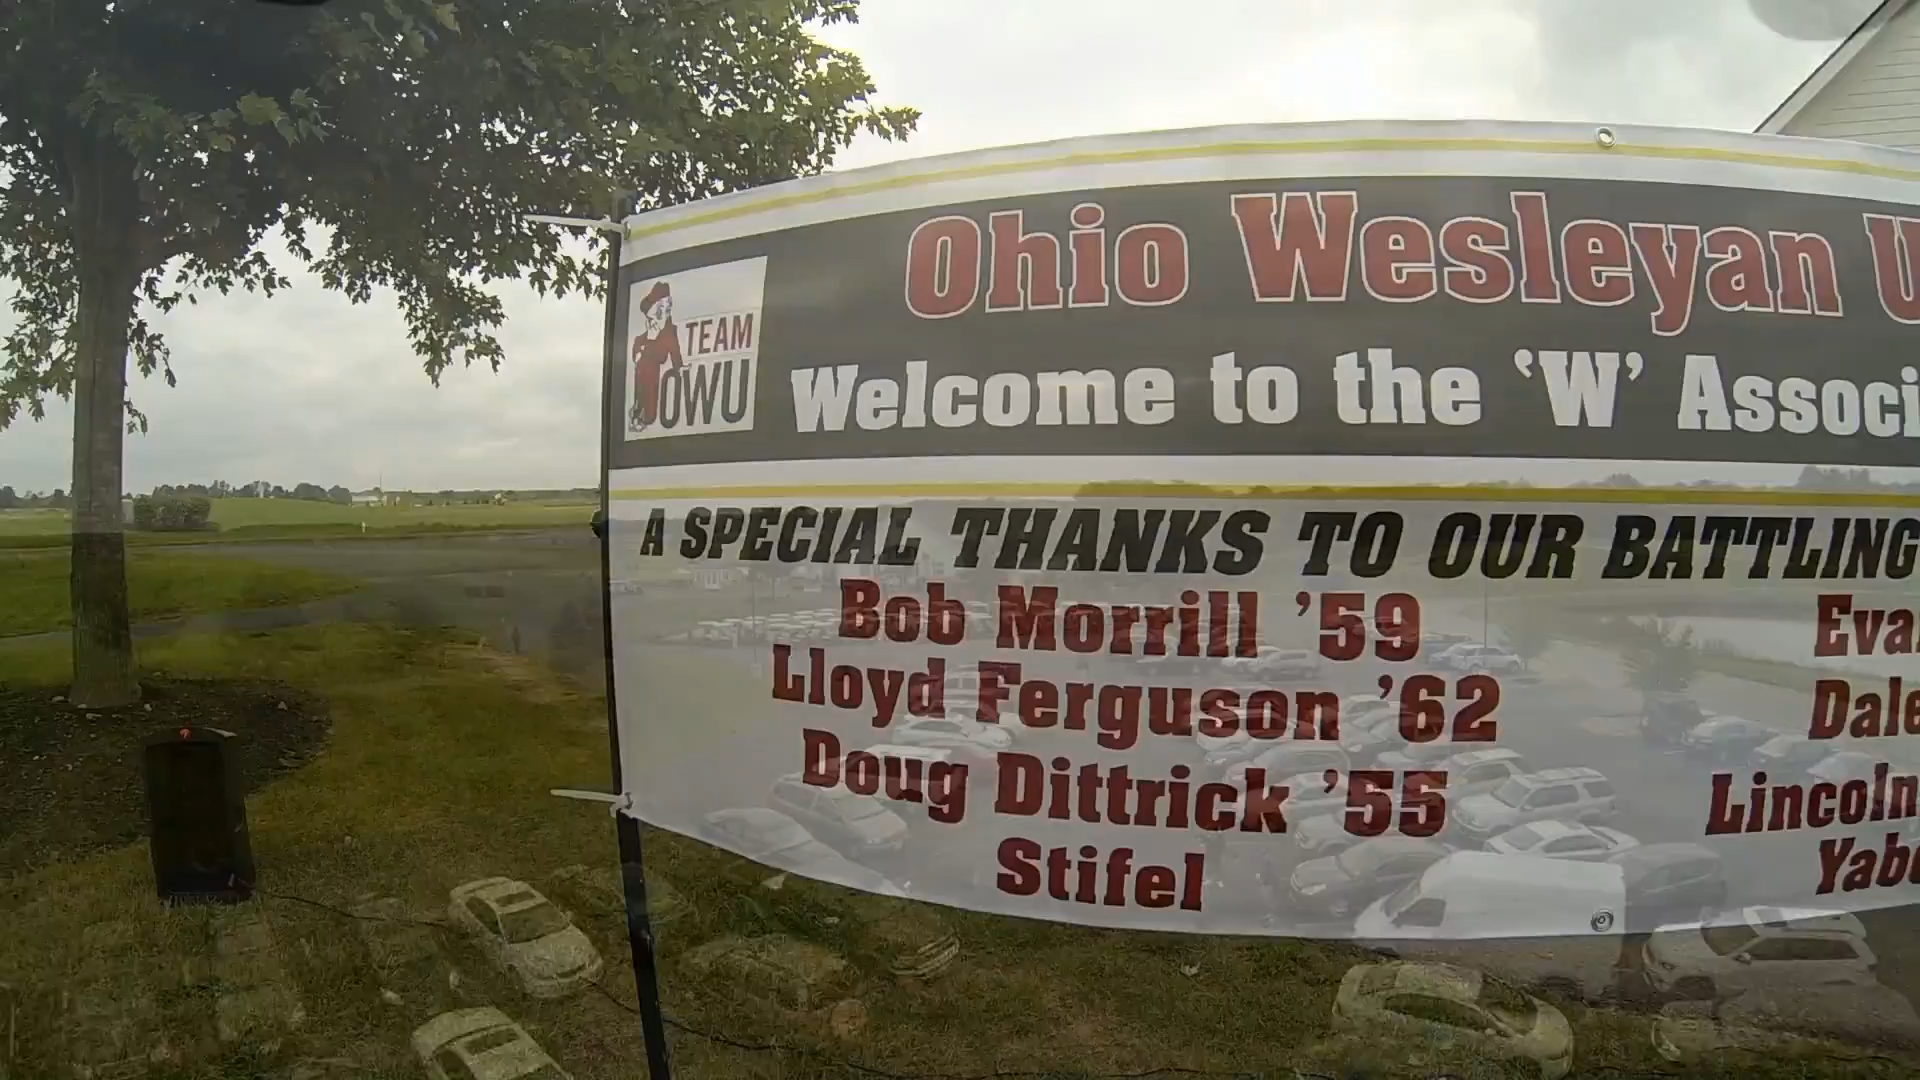 Ohio Wesleyan U
TEAM
OWU
Welcome to the ‘W’ Associ
A SPECIAL THANKS TO OUR BATTLING
Bob Morrill ’59
Eva
Lloyd Ferguson ’62
Dale
Doug Dittrick ’55
Lincoln
Stifel